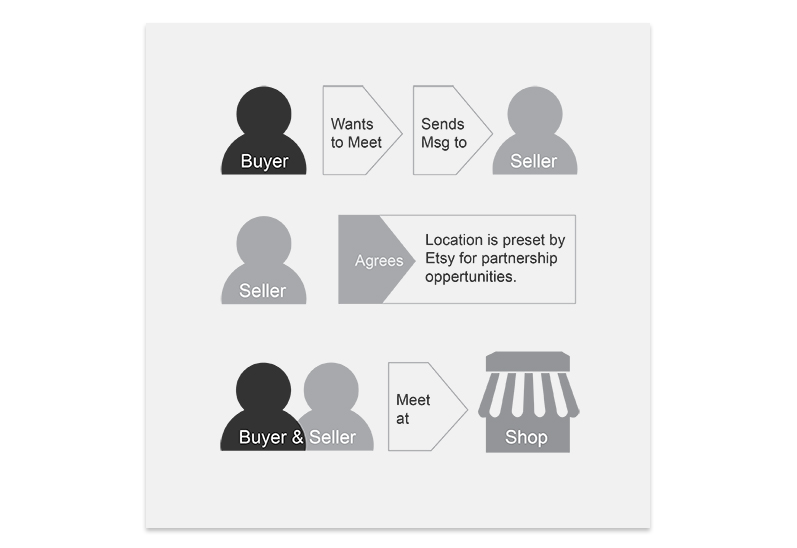 Buyer
Wants
to Meet
Sends
Msg to
Seller
Seller
Agrees
Location is preset by
Etsy for partnership
oppertunities.
Buyer & Seller
Meet
at
Shop